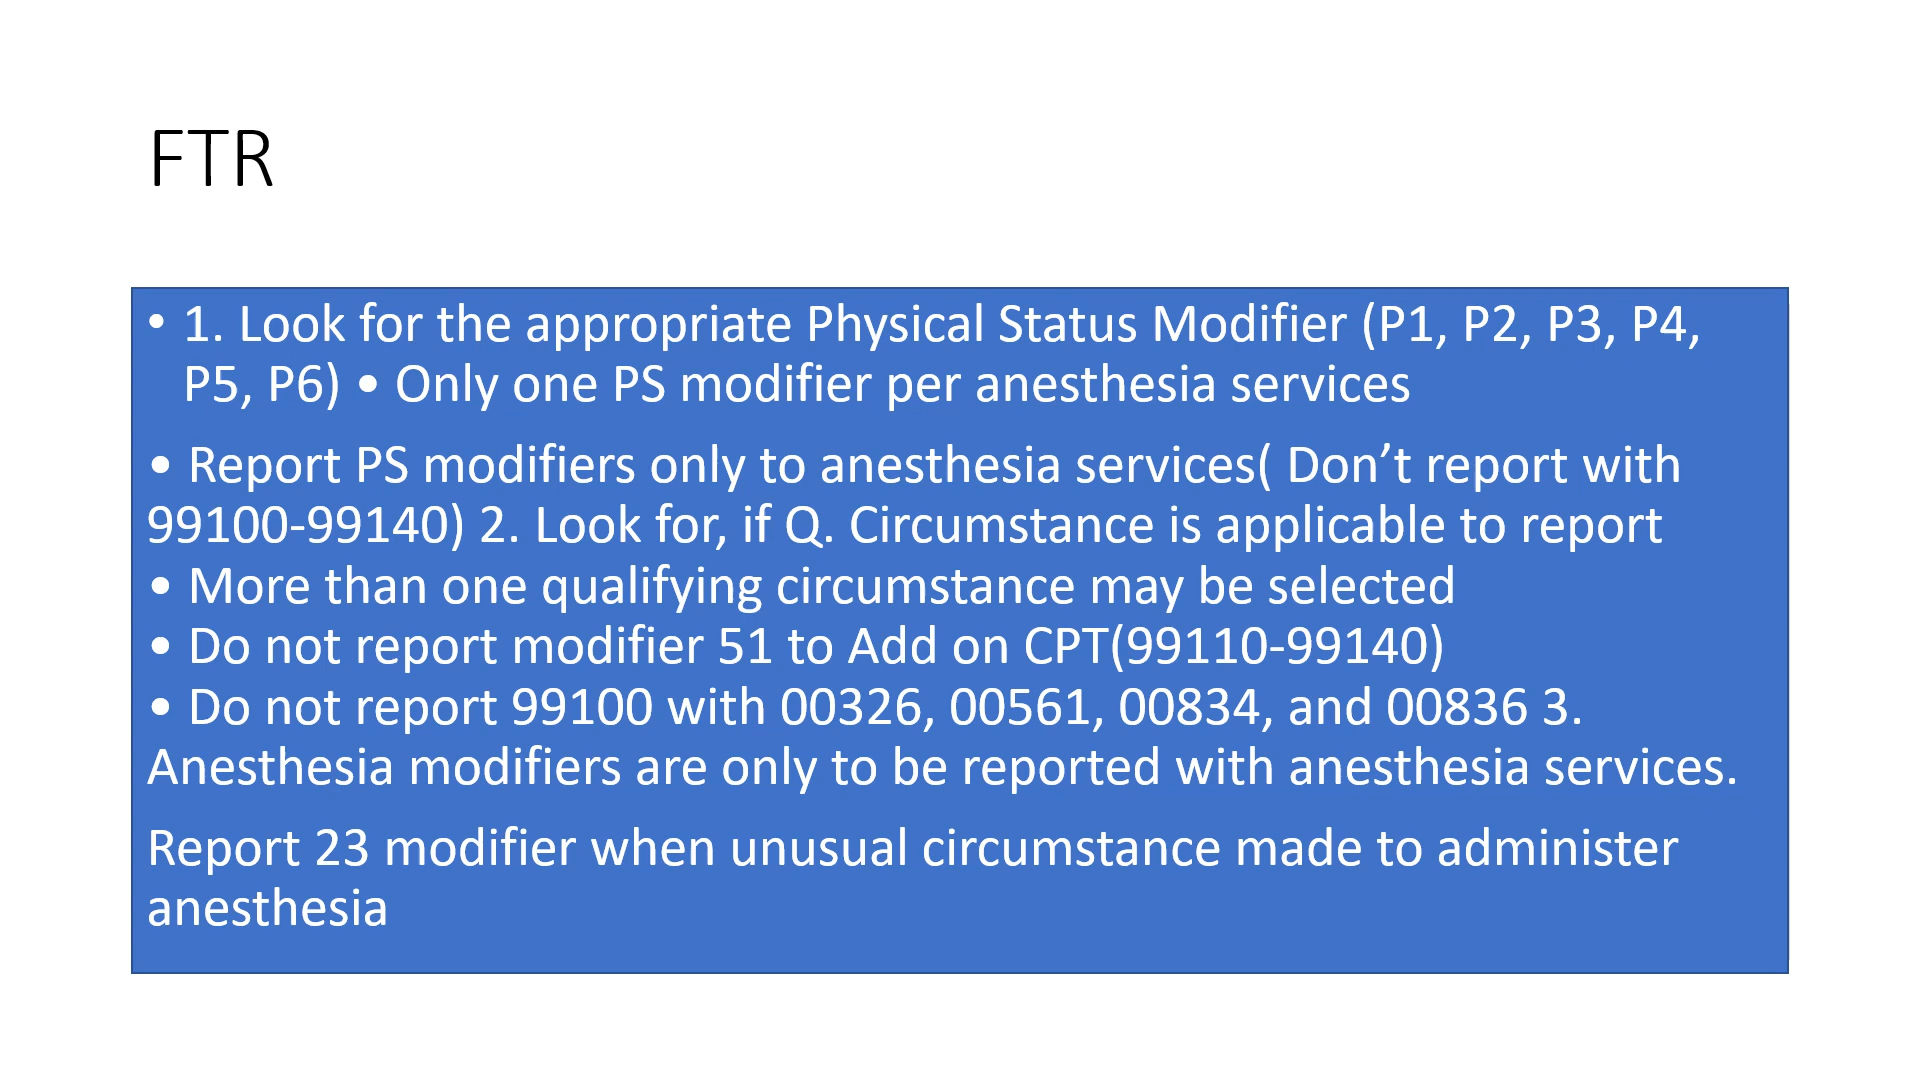 FTR
• 1. Look for the appropriate Physical Status Modifier (P1, P2, P3, P4,
P5, P6) • Only one PS modifier per anesthesia services
• Report PS modifiers only to anesthesia services( Don’t report with
99100-99140) 2. Look for, if Q. Circumstance is applicable to report
• More than one qualifying circumstance may be selected
• Do not report modifier 51 to Add on CPT(99110-99140)
• Do not report 99100 with 00326, 00561, 00834, and 00836 3.
Anesthesia modifiers are only to be reported with anesthesia services.
Report 23 modifier when unusual circumstance made to administer
anesthesia